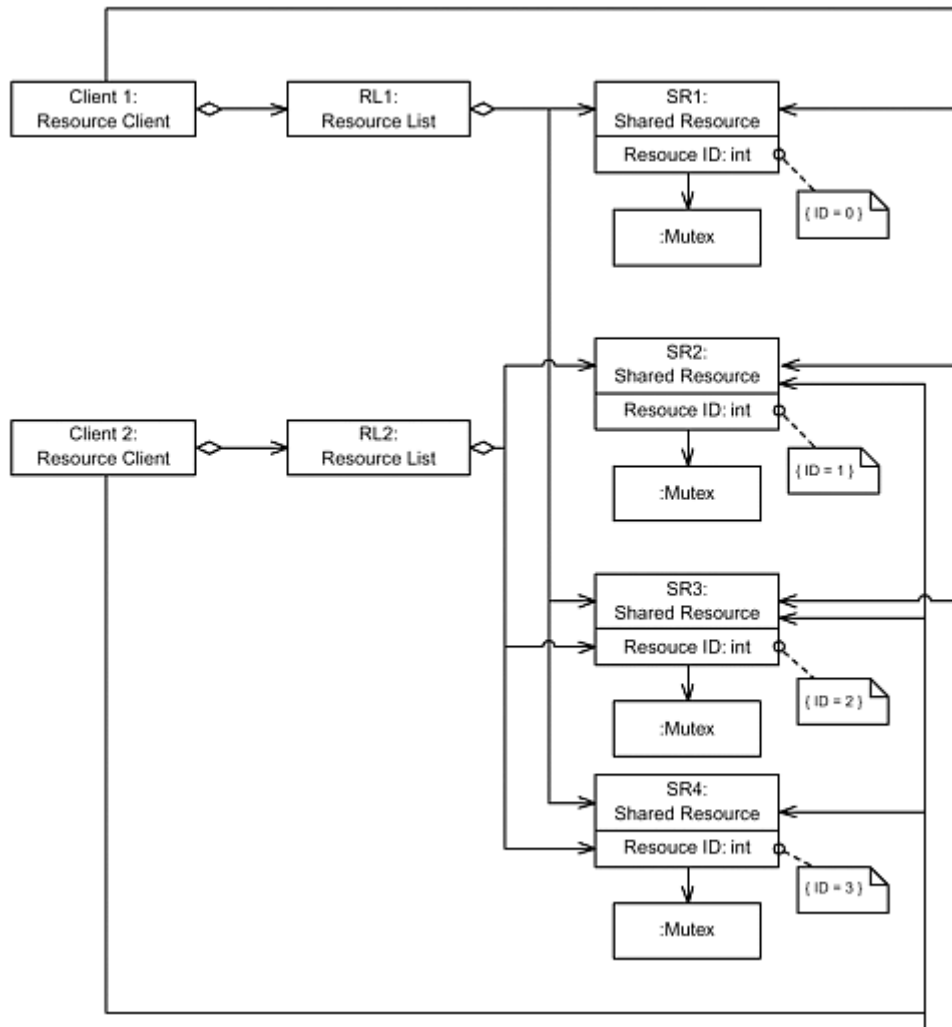 Client 1:
Resource Client
RL1:
Resource List
SR1:
Shared Resource
Resouce ID: int
{ ID = 0 }
:Mutex
SR2:
Shared Resource
Resouce ID: int
{ ID = 1 }
:Mutex
Client 2:
Resource Client
RL2:
Resource List
SR3:
Shared Resource
Resouce ID: int
{ ID = 2 }
:Mutex
SR4:
Shared Resource
Resouce ID: int
{ ID = 3 }
:Mutex